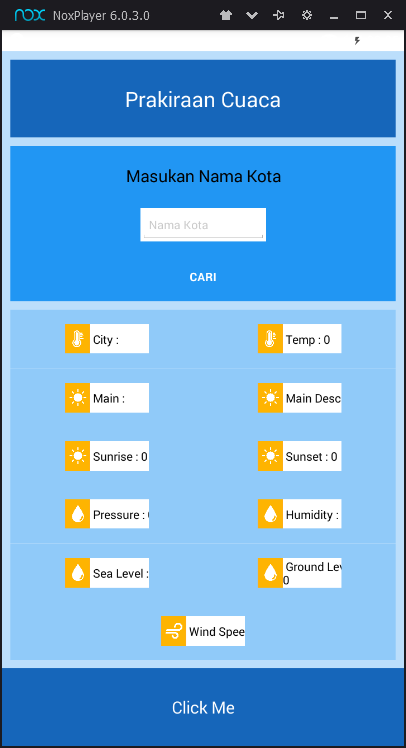 nox NoxPlayer 6.0.3.0
Prakiraan Cuaca
Masukan Nama Kota
Nama Kota
CARI
City :
Temp : 0
Main :
Main Desc
Sunrise : 0
Sunset : 0
Pressure :
Humidity :
Sea Level :
Ground Lev
0
Wind Spee
Click Me